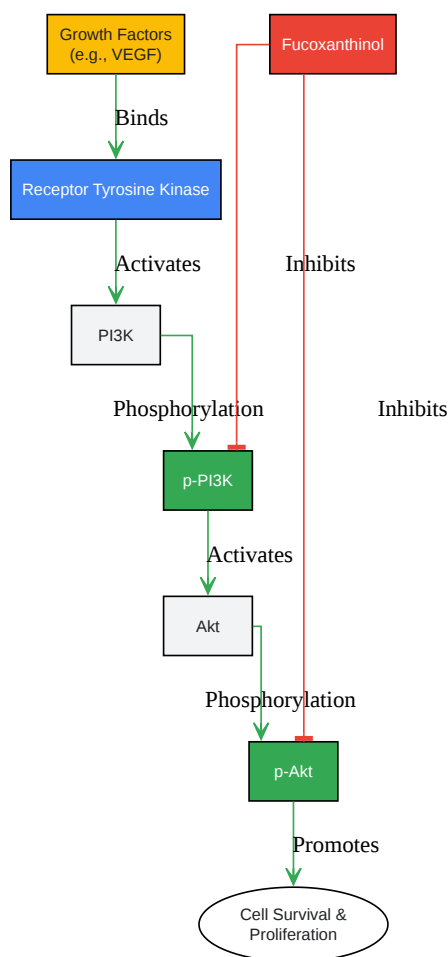 Growth Factors
(e.g., VEGF)
Fucoxanthinol
Binds
Receptor Tyrosine Kinase
Activates
Inhibits
PI3K
Phosphorylation
Inhibits
p-PI3K
Activates
Akt
Phosphorylation
p-Akt
Promotes
Cell Survival &
Proliferation